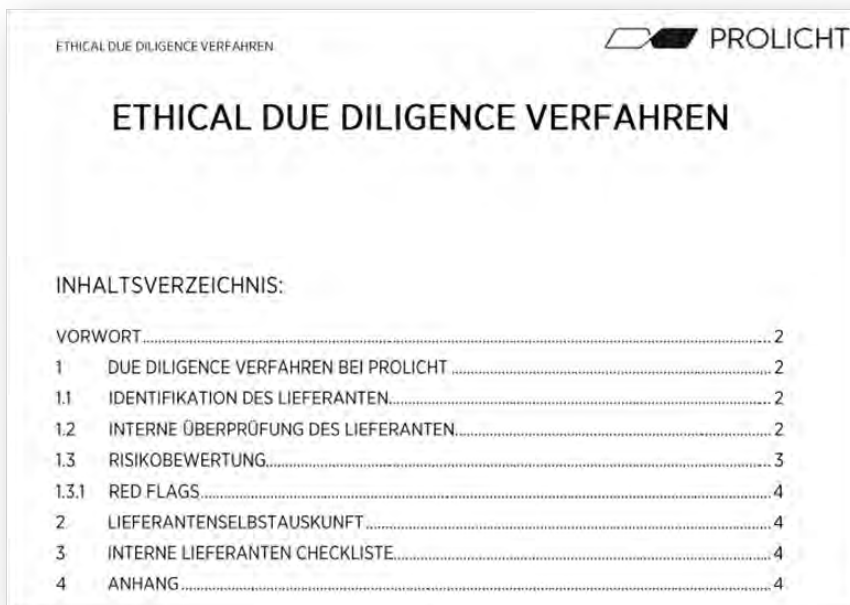 ETHICAL DUE DILIGENCE VERFAHREN
PROLICHT
ETHICAL DUE DILIGENCE VERFAHREN
INHALTSVERZEICHNIS:
VORWORT 2
1 DUE DILIGENCE VERFAHREN BEI PROLICHT 2
1.1 IDENTIFIKATION DES LIEFERANTEN 2
1.2 INTERNE ÜBERPRÜFUNG DES LIEFERANTEN 2
1.3 RISIKOBEWERTUNG 3
1.3.1 RED FLAGS 4
2 LIEFERANTENSELBSTAUSKUNFT 4
3 INTERNE LIEFERANTEN CHECKLISTE 4
4 ANHANG 4